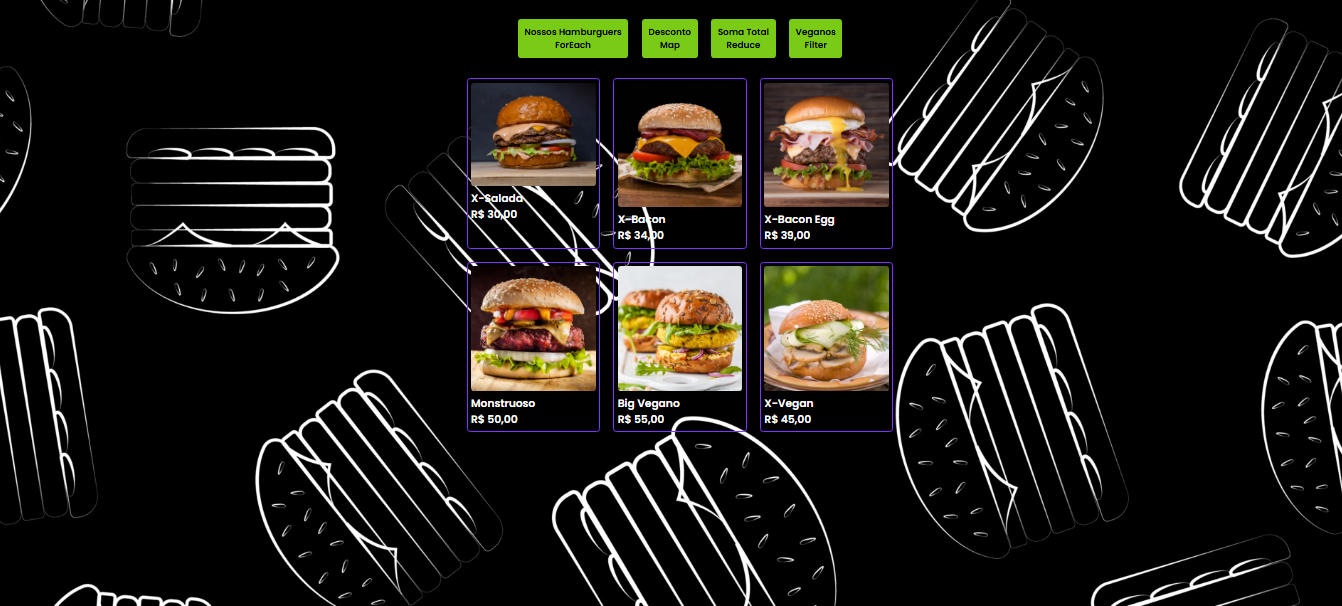 Nossos Hamburguers
ForEach
Desconto
Map
Soma Total
Reduce
Veganos
Filter
X-Salada
R$ 30,00
X-Bacon
R$ 34,00
X-Bacon Egg
R$ 39,00
Monstruoso
R$ 50,00
Big Vegano
R$ 55,00
X-Vegan
R$ 45,00